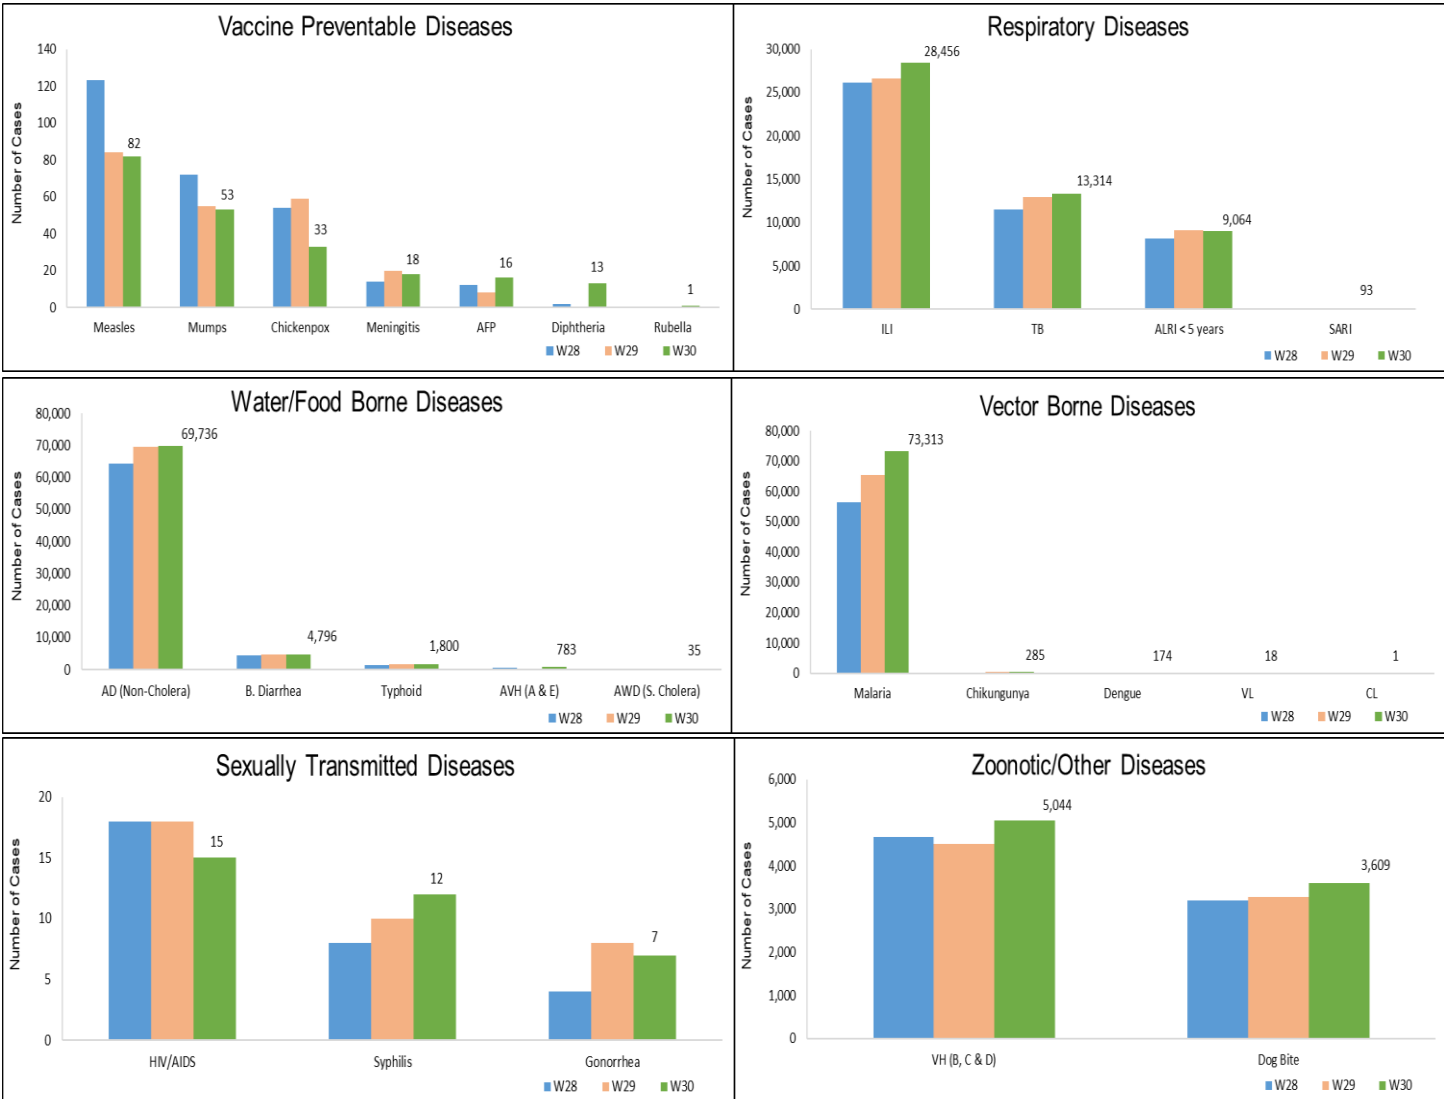 Vaccine Preventable Diseases
Number of Cases
140
120
100
80
60
40
20
0
82
53
33
18
16
13
1
Measles Mumps Chickenpox Meningitis AFP Diphtheria Rubella
W28 W29 W30
Respiratory Diseases
Number of Cases
30,000
25,000
20,000
15,000
10,000
5,000
0
28,456
13,314
9,064
93
ILI TB ALRI < 5 years SARI
W28 W29 W30
Water/Food Borne Diseases
Number of Cases
80,000
70,000
60,000
50,000
40,000
30,000
20,000
10,000
0
69,736
4,796
1,800
783
35
AD (Non-Cholera) B. Diarrhea Typhoid AVH (A & E) AWD (S. Cholera)
W28 W29 W30
Vector Borne Diseases
Number of Cases
80,000
70,000
60,000
50,000
40,000
30,000
20,000
10,000
0
73,313
285
174
18
1
Malaria Chikungunya Dengue VL CL
W28 W29 W30
Sexually Transmitted Diseases
Number of Cases
20
15
10
5
0
15
12
7
HIV/AIDS Syphilis Gonorrhea
W28 W29 W30
Zoonotic/Other Diseases
Number of Cases
6,000
5,000
4,000
3,000
2,000
1,000
0
5,044
3,609
VH (B, C & D) Dog Bite
W28 W29 W30